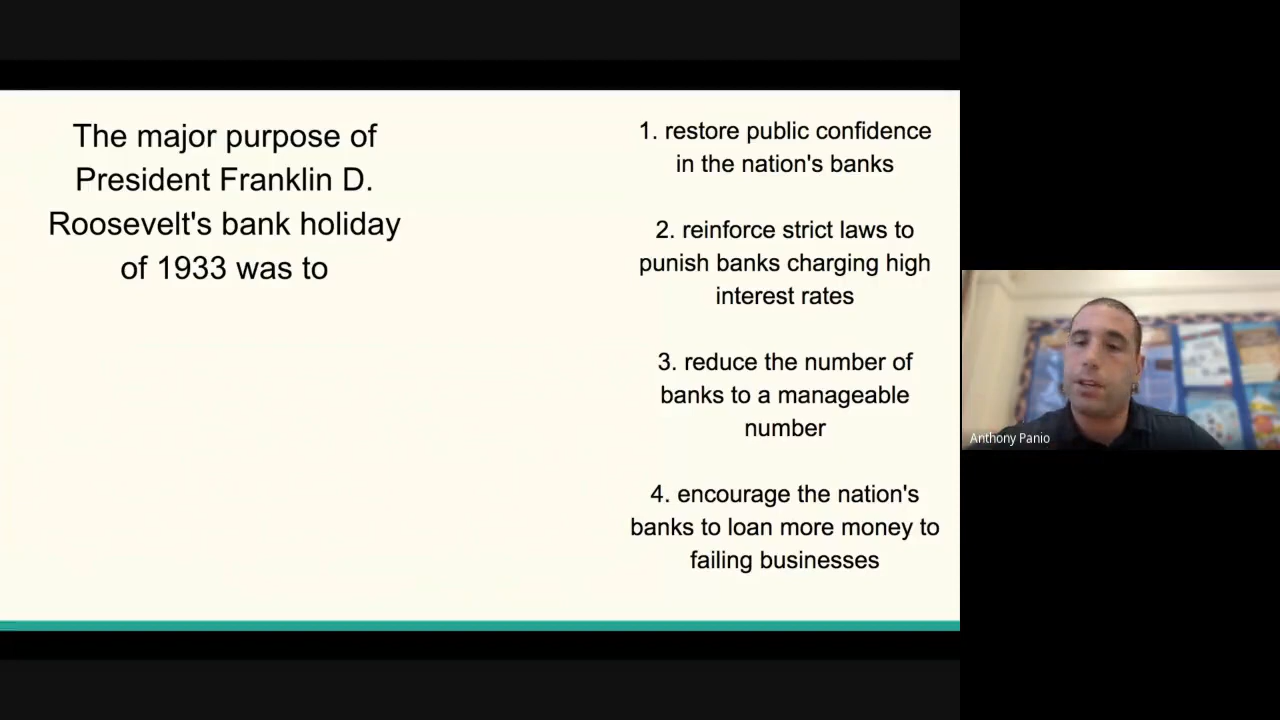 The major purpose of
President Franklin D.
Roosevelt's bank holiday
of 1933 was to
1. restore public confidence
in the nation's banks
2. reinforce strict laws to
punish banks charging high
interest rates
3. reduce the number of
banks to a manageable
number
4. encourage the nation's
banks to loan more money to
failing businesses
Anthony Panio